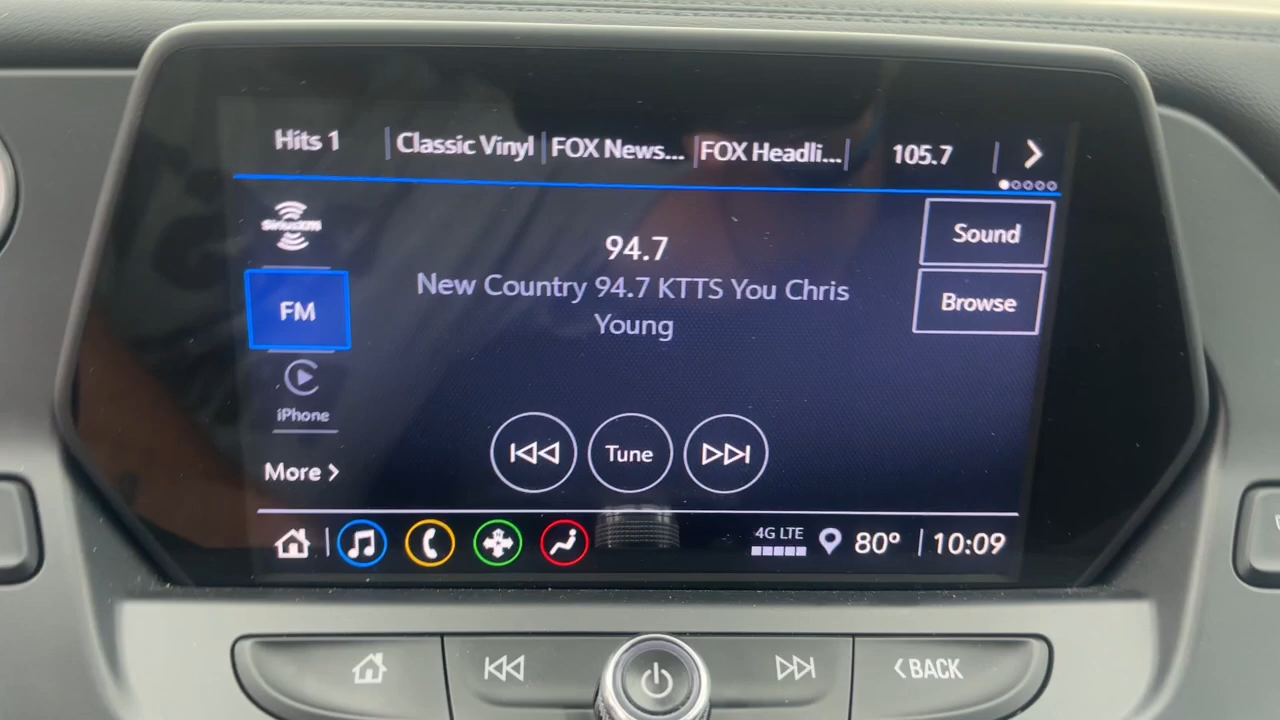 Hits 1
Classic Vinyl
FOX News...
FOX Headli...
105.7
SiriusXM
Sound
94.7
New Country 94.7 KTTS You Chris
Young
FM
Browse
iPhone
More
Tune
4G LTE
80°
10:09
BACK